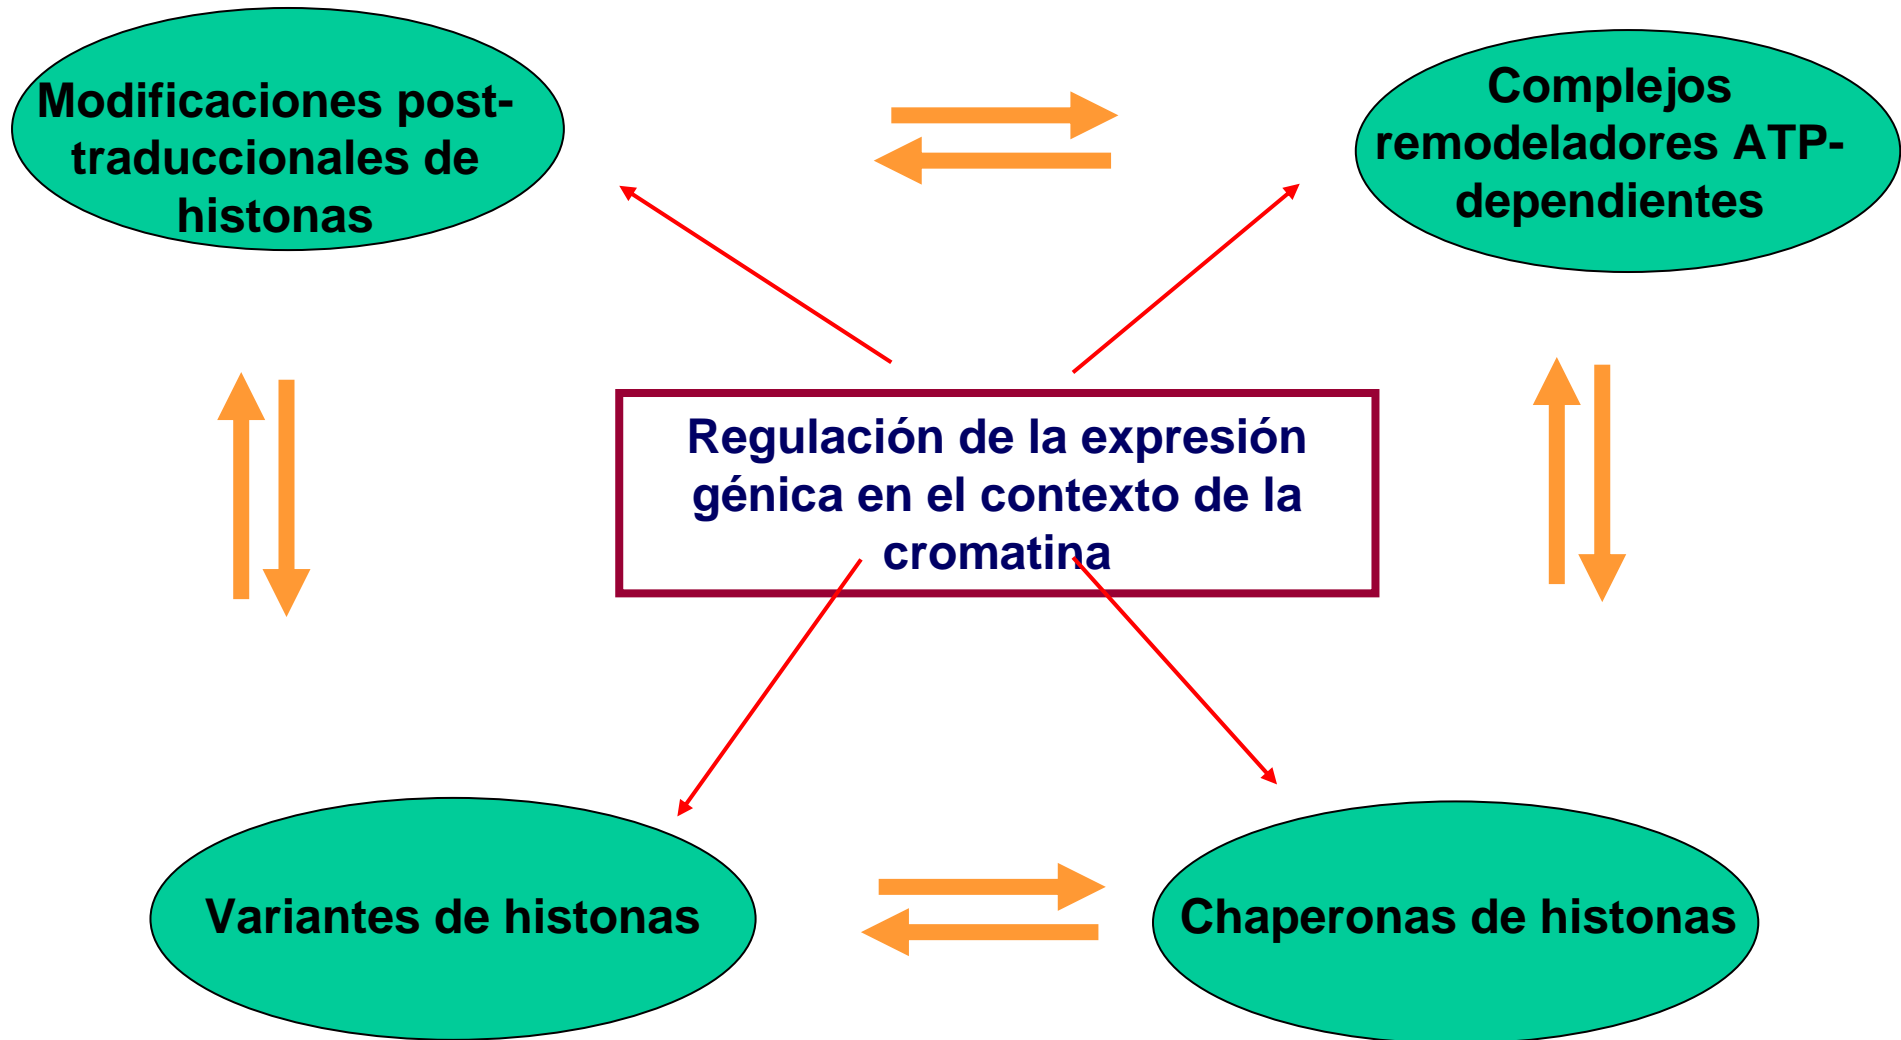 Modificaciones post-
traduccionales de
histonas
Complejos
remodeladores ATP-
dependientes
Regulación de la expresión
génica en el contexto de la
cromatina
Variantes de histonas
Chaperonas de histonas